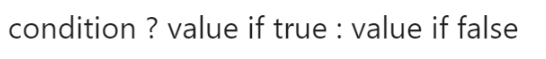 condition ? value if true : value if false